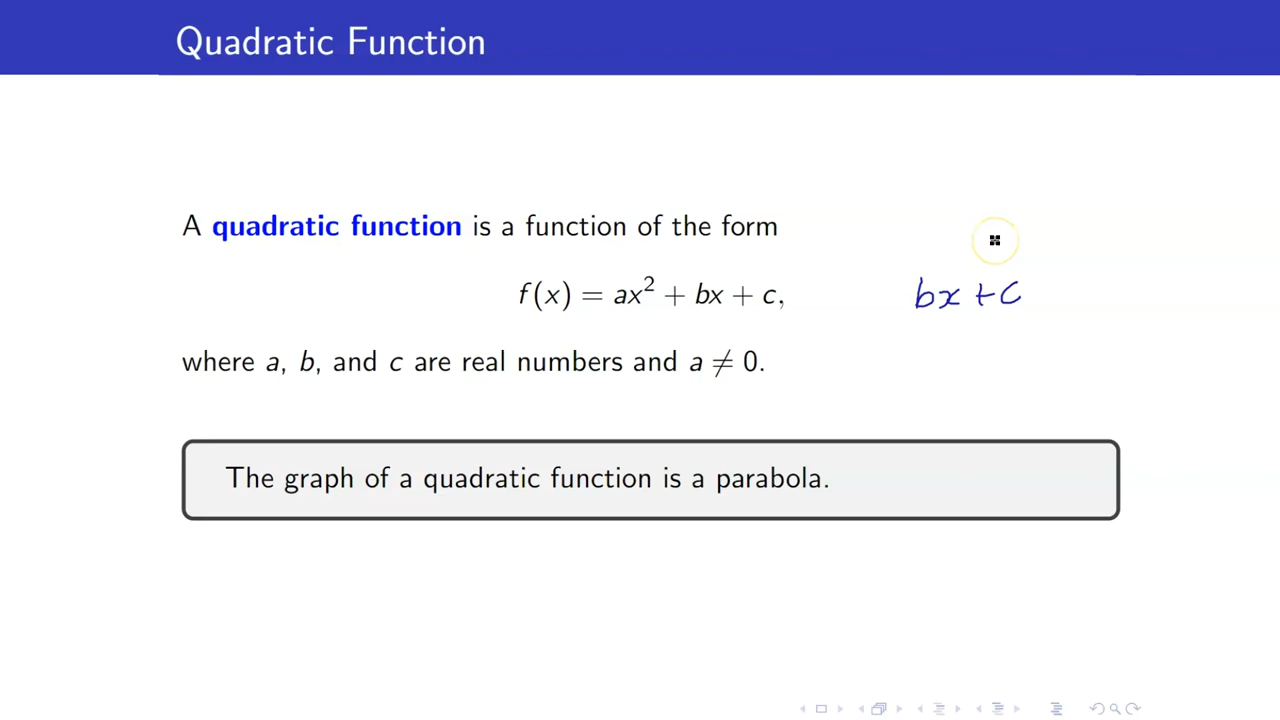 Quadratic Function
A quadratic function is a function of the form
f(x) = ax² + bx + c,
bx + c
where a, b, and c are real numbers and a ≠ 0.
The graph of a quadratic function is a parabola.